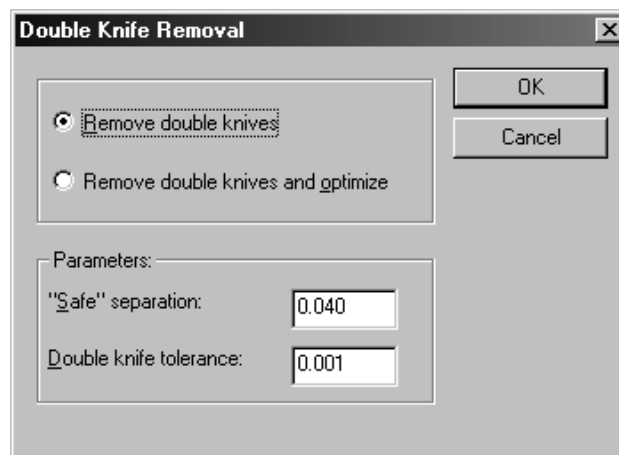 Double Knife Removal
Remove double knives
Remove double knives and optimize
OK
Cancel
Parameters:
"Safe" separation:
0.040
Double knife tolerance:
0.001